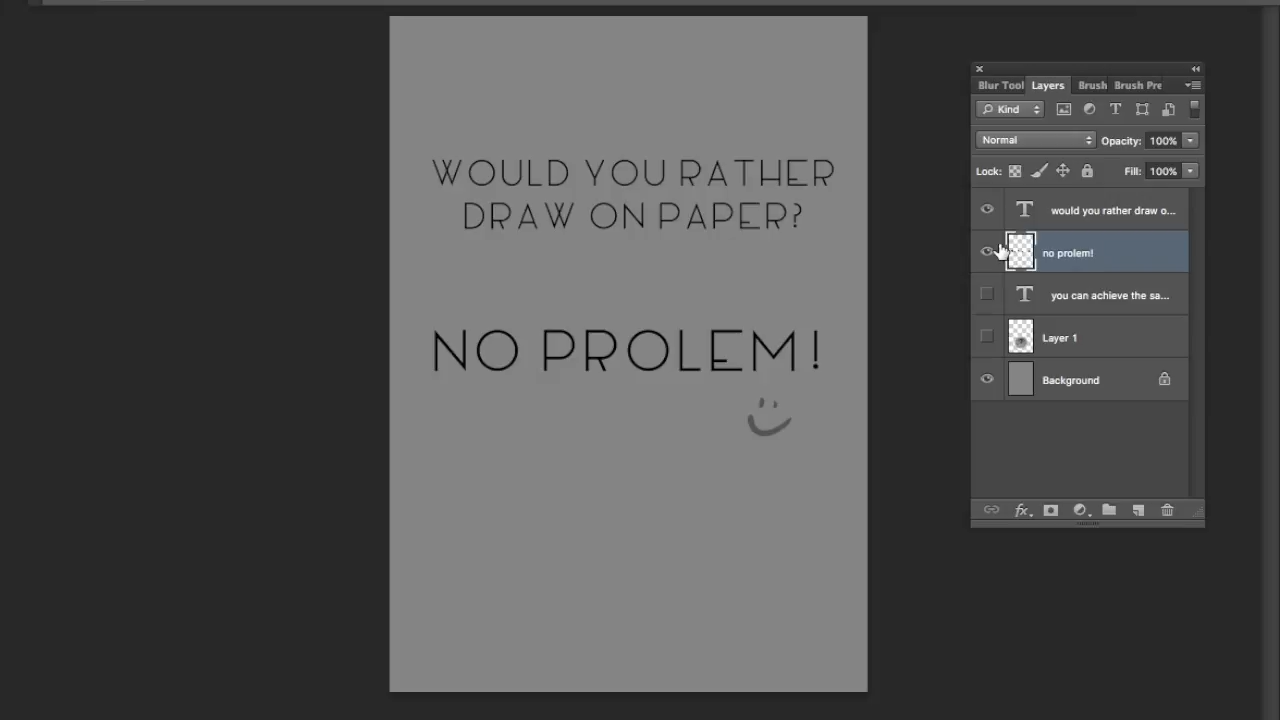 WOULD YOU RATHER
DRAW ON PAPER?
NO PROLEM!
Blur Tool Layers Brush Brush Pre
Kind
Normal Opacity: 100%
Lock: Fill: 100%
would you rather draw o...
no prolem!
you can achieve the sa...
Layer 1
Background